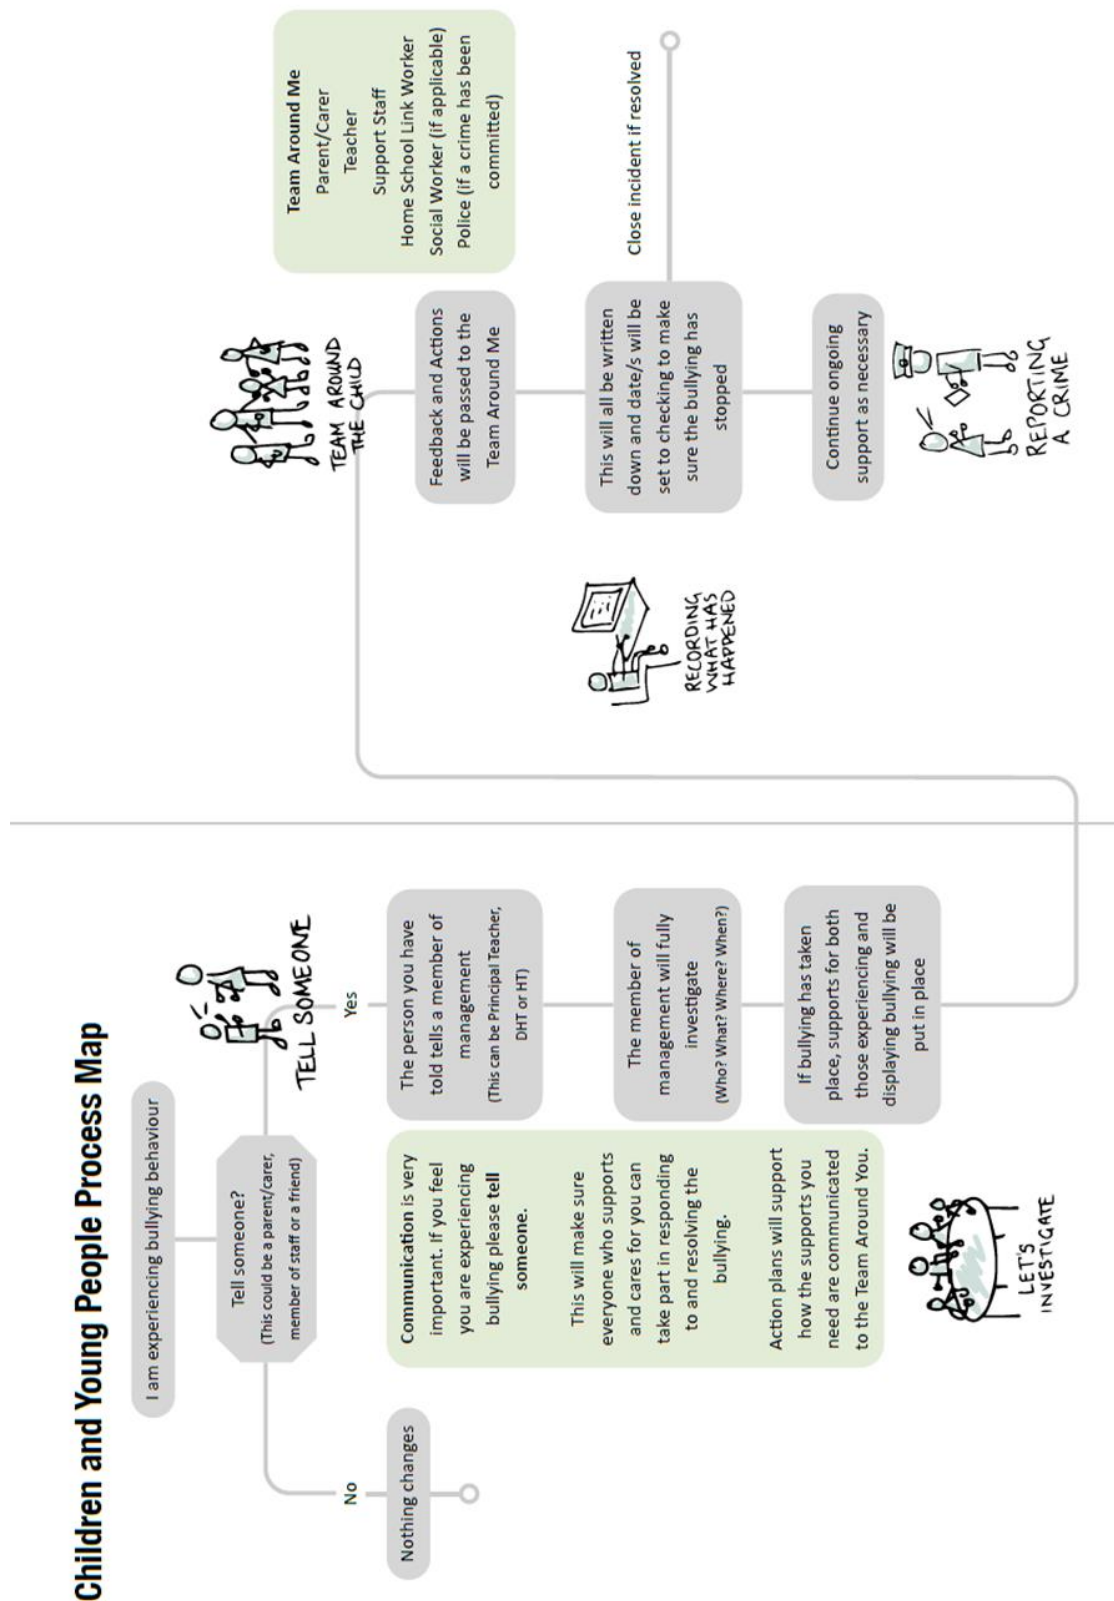 Children and Young People Process Map
I am experiencing bullying behaviour
Tell someone?
(This could be a parent/carer,
member of staff or a friend)
TELL SOMEONE
No
Nothing changes
Yes
Communication is very
important. If you feel
you are experiencing
bullying please tell
someone.
This will make sure
everyone who supports
and cares for you can
take part in responding
to and resolving the
bullying.
Action plans will support
how the supports you
need are communicated
to the Team Around You.
LET'S
INVESTIGATE
The person you have
told tells a member of
management
(This can be Principal Teacher,
DHT or HT)
The member of
management will fully
investigate
(Who? What? Where? When?)
If bullying has taken
place, supports for both
those experiencing and
displaying bullying will be
put in place
TEAM AROUND
THE CHILD
Feedback and Actions
will be passed to the
Team Around Me
Team Around Me
Parent/Carer
Teacher
Support Staff
Home School Link Worker
Social Worker (if applicable)
Police (if a crime has been
committed)
RECORDING
WHAT HAS
HAPPENED
This will all be written
down and date/s will be
set to checking to make
sure the bullying has
stopped
Close incident if resolved
Continue ongoing
support as necessary
REPORTING
A CRIME